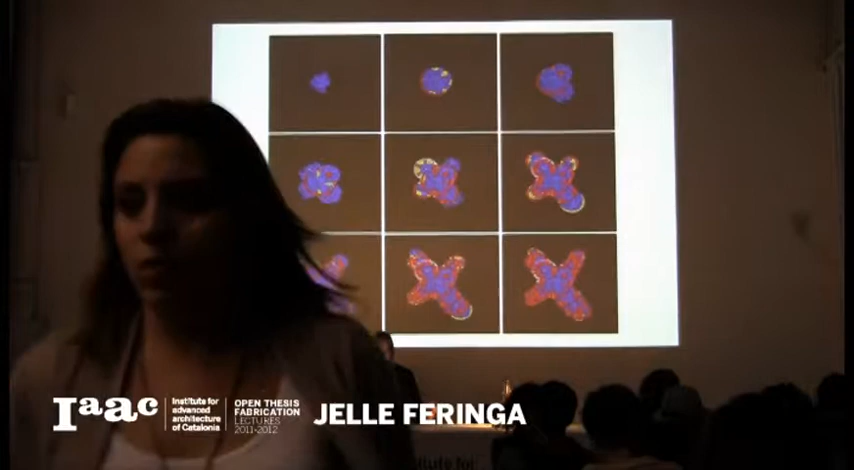 Iaac
Institute for
advanced
architecture
of Catalonia
OPEN THESIS
FABRICATION
LECTURES
2011-2012
JELLE FERINGA